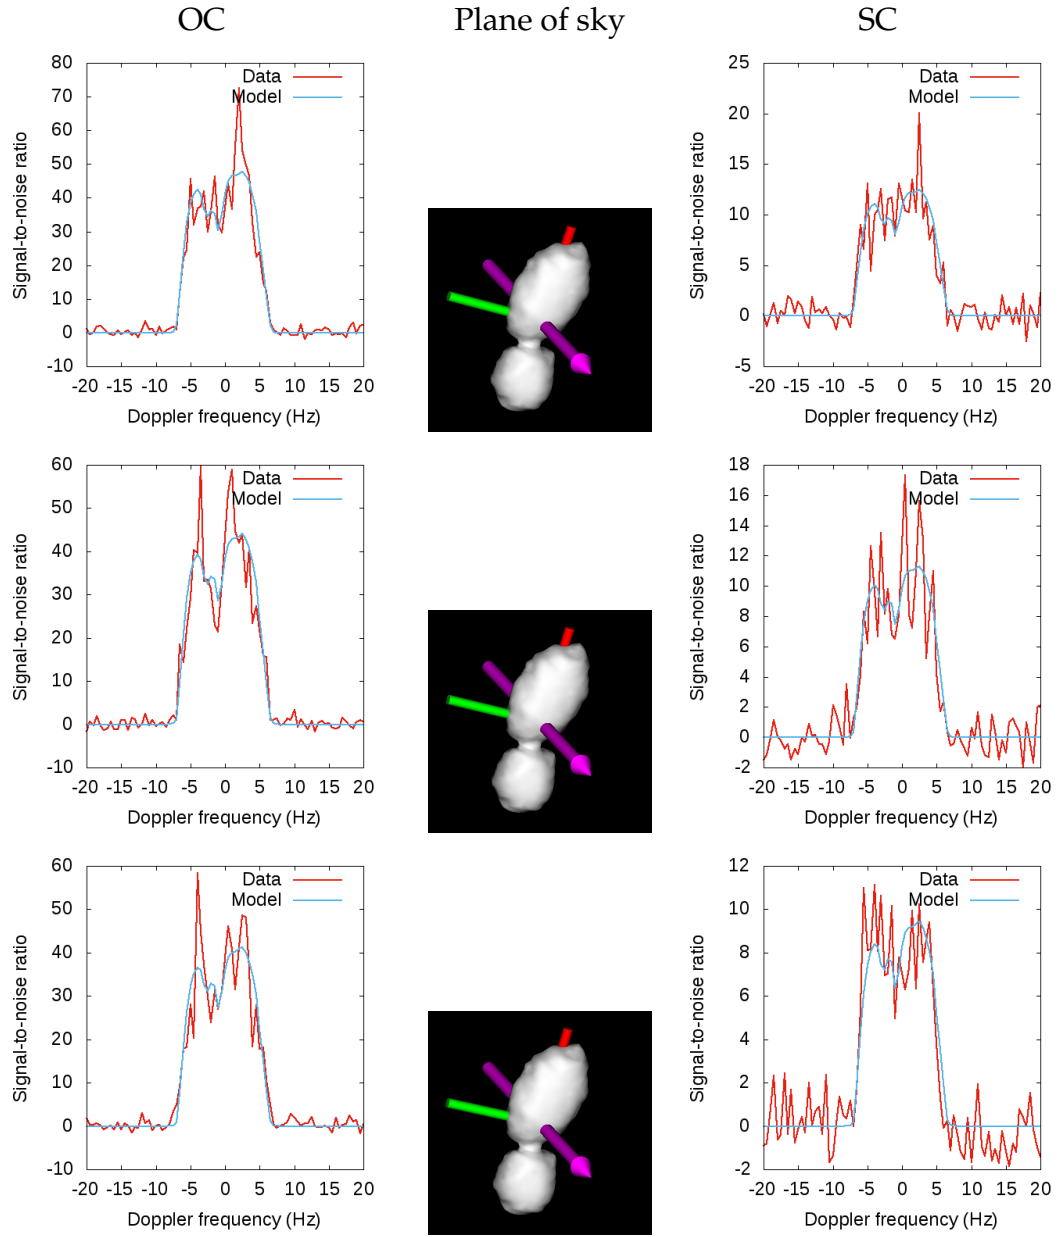 OC Plane of sky SC
80
70
60
50
40
30
20
10
0
-10
-20 -15 -10 -5 0 5 10 15 20
Signal-to-noise ratio
Doppler frequency (Hz)
Data
Model
25
20
15
10
5
0
-5
-20 -15 -10 -5 0 5 10 15 20
Signal-to-noise ratio
Doppler frequency (Hz)
Data
Model
60
50
40
30
20
10
0
-10
-20 -15 -10 -5 0 5 10 15 20
Signal-to-noise ratio
Doppler frequency (Hz)
Data
Model
18
16
14
12
10
8
6
4
2
0
-2
-20 -15 -10 -5 0 5 10 15 20
Signal-to-noise ratio
Doppler frequency (Hz)
Data
Model
60
50
40
30
20
10
0
-10
-20 -15 -10 -5 0 5 10 15 20
Signal-to-noise ratio
Doppler frequency (Hz)
Data
Model
12
10
8
6
4
2
0
-2
-20 -15 -10 -5 0 5 10 15 20
Signal-to-noise ratio
Doppler frequency (Hz)
Data
Model